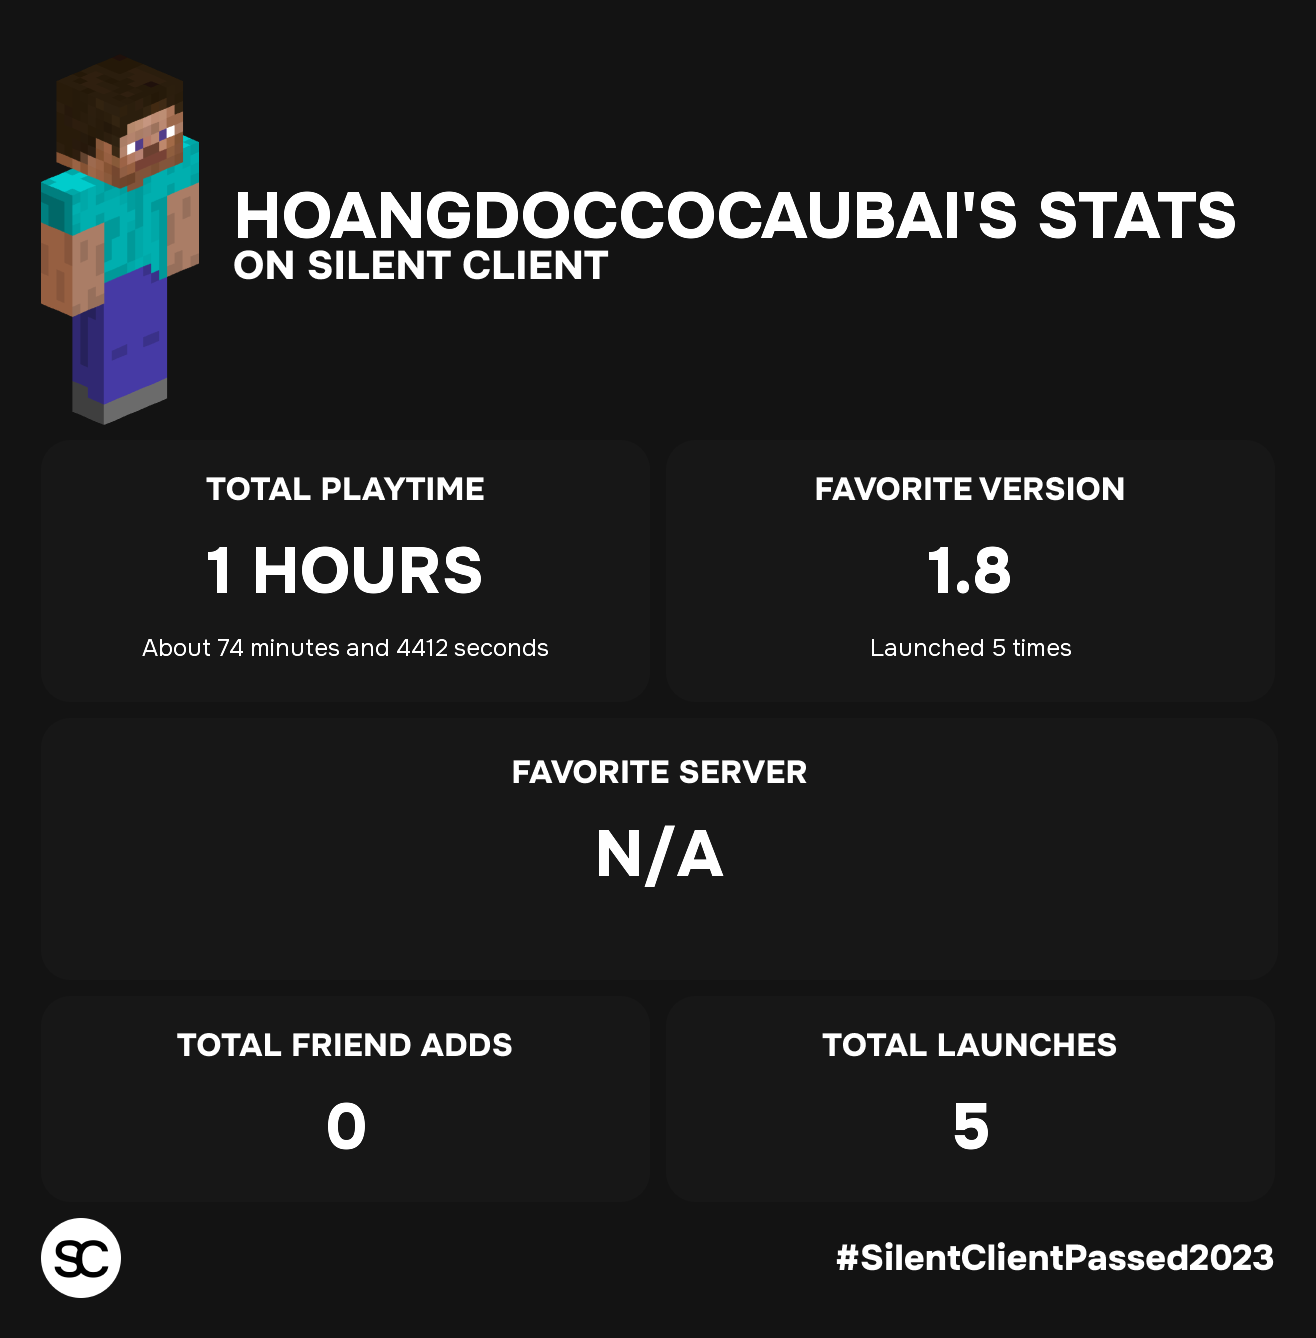 HOANGDOCCOCAUBAI'S STATS
ON SILENT CLIENT
TOTAL PLAYTIME
1 HOURS
About 74 minutes and 4412 seconds
FAVORITE VERSION
1.8
Launched 5 times
FAVORITE SERVER
N/A
TOTAL FRIEND ADDS
0
TOTAL LAUNCHES
5
SC
#SilentClientPassed2023